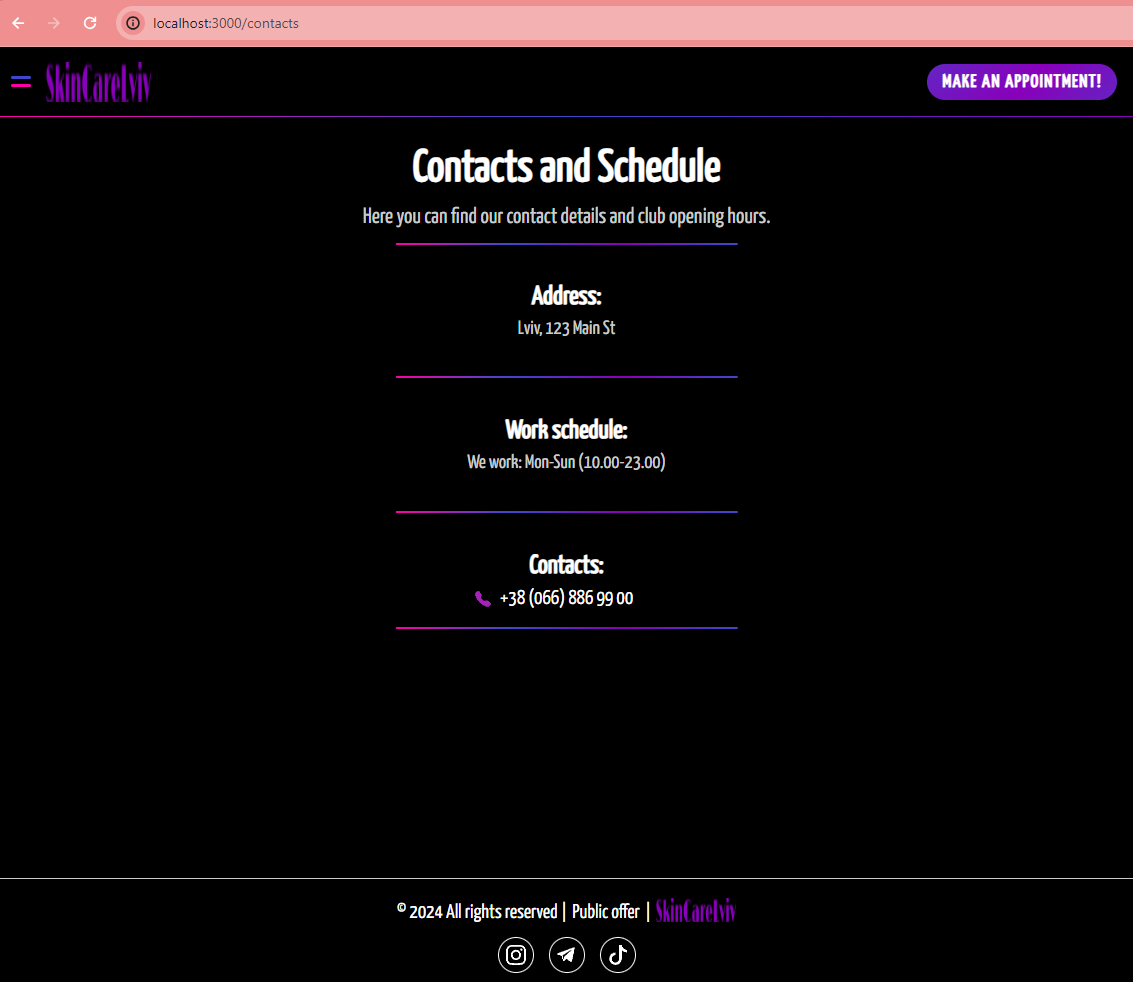 localhost:3000/contacts
SkinCareLviv
MAKE AN APPOINTMENT!
Contacts and Schedule
Here you can find our contact details and club opening hours.
Address:
Lviv, 123 Main St
Work schedule:
We work: Mon-Sun (10.00-23.00)
Contacts:
+38 (066) 886 99 00
© 2024 All rights reserved | Public offer | SkinCareLviv